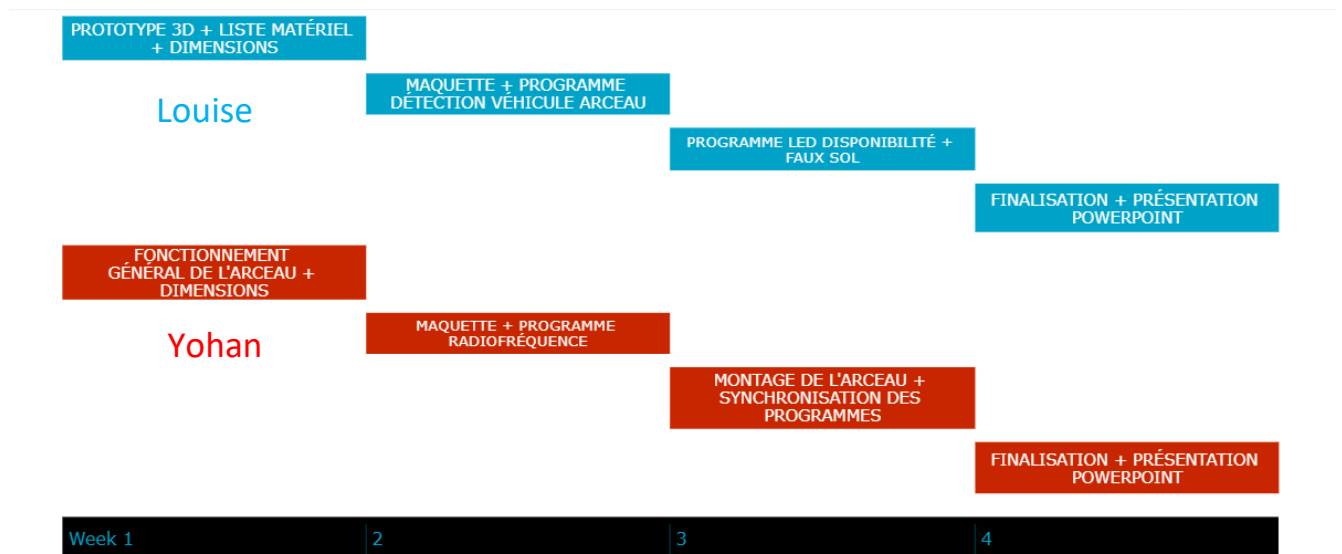 PROTOTYPE 3D + LISTE MATÉRIEL
+ DIMENSIONS
Louise
MAQUETTE + PROGRAMME
DÉTECTION VÉHICULE ARCEAU
PROGRAMME LED DISPONIBILITÉ +
FAUX SOL
FINALISATION + PRÉSENTATION
POWERPOINT
FONCTIONNEMENT
GÉNÉRAL DE L'ARCEAU +
DIMENSIONS
Yohan
MAQUETTE + PROGRAMME
RADIOFRÉQUENCE
MONTAGE DE L'ARCEAU +
SYNCHRONISATION DES
PROGRAMMES
FINALISATION + PRÉSENTATION
POWERPOINT
Week 1 2 3 4